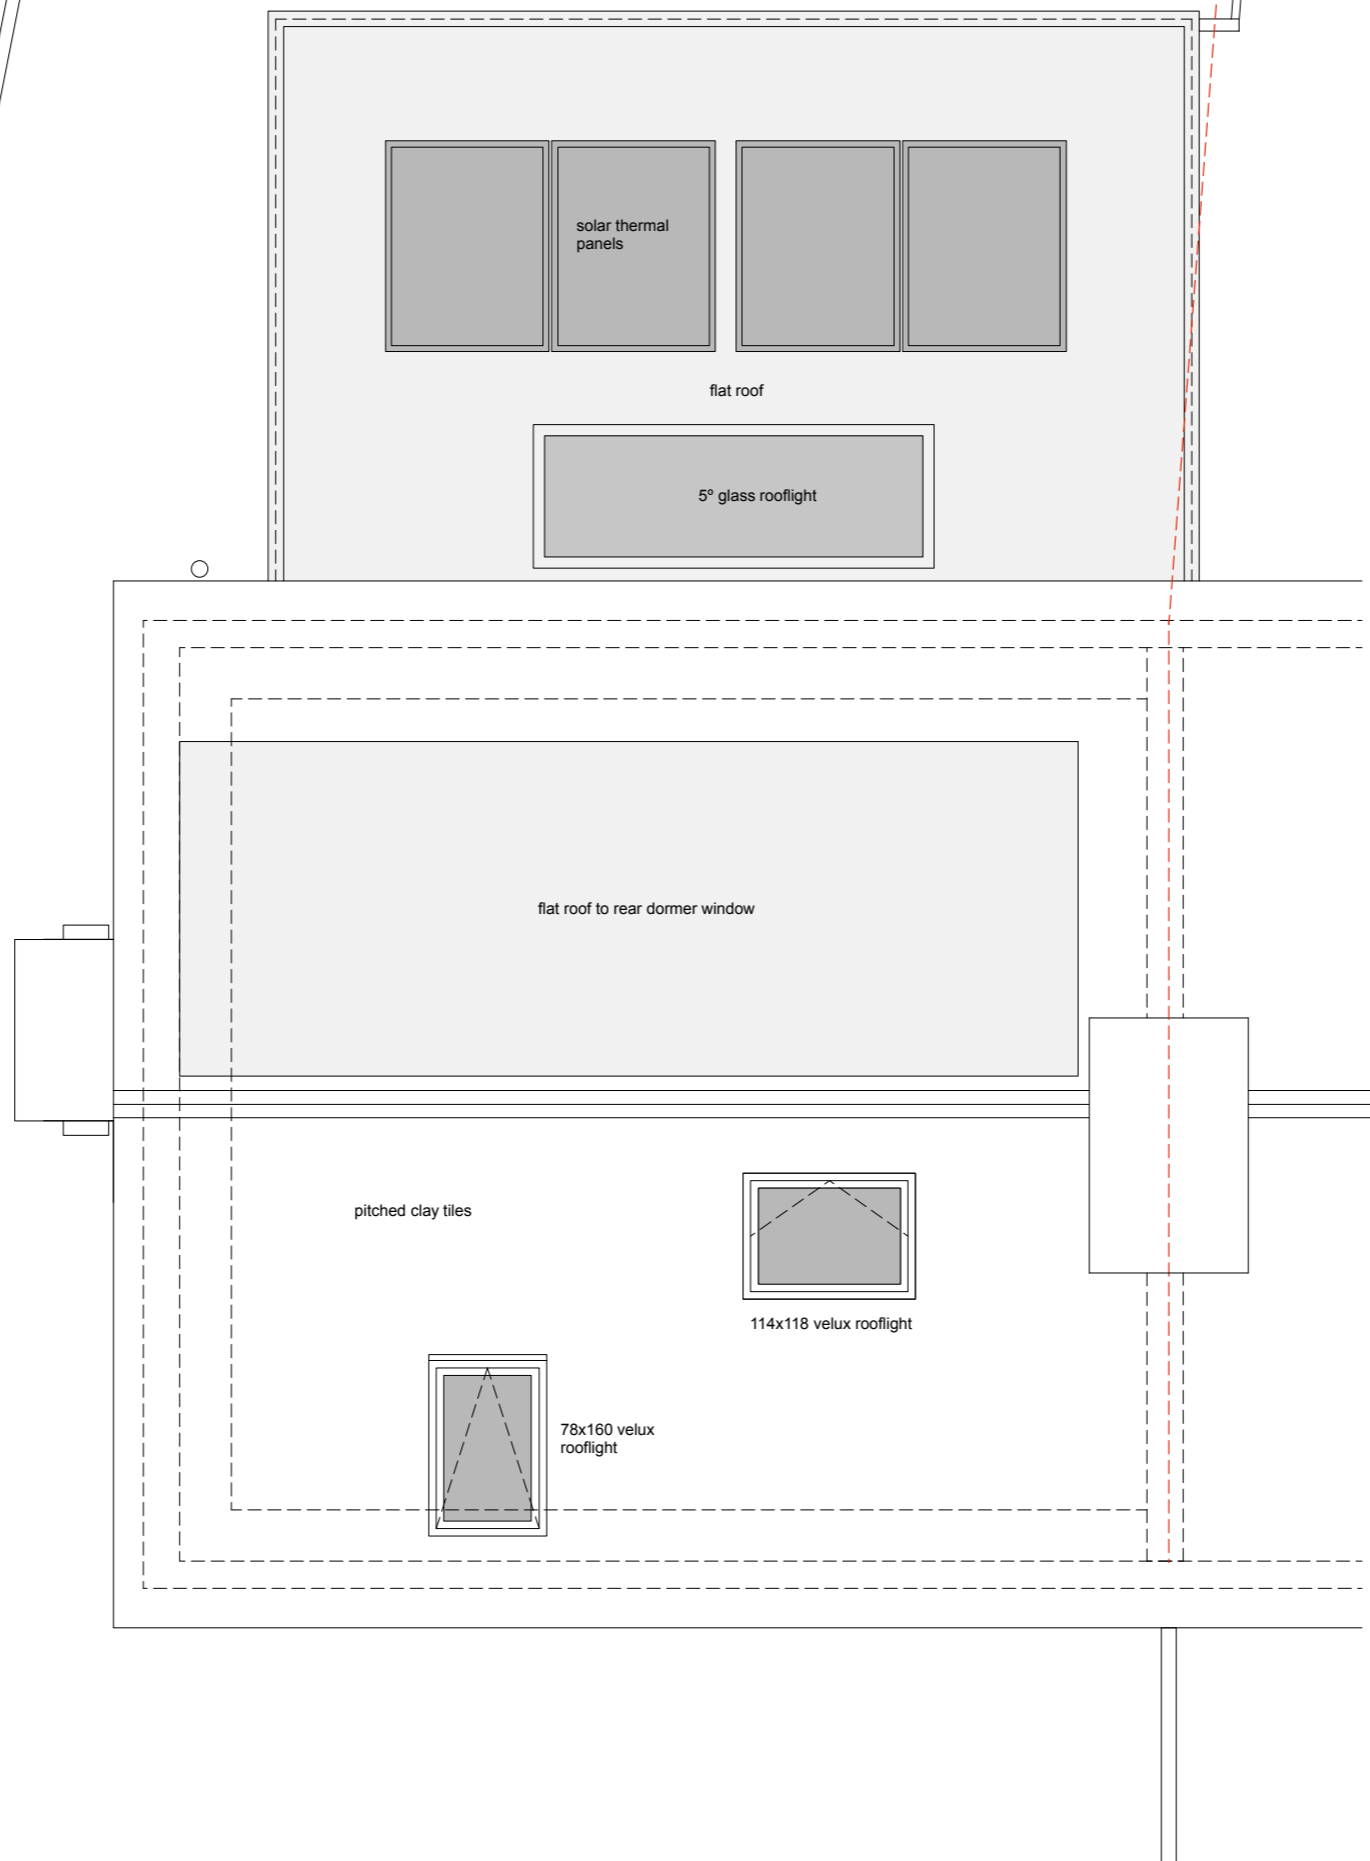 solar thermal
panels
flat roof
5º glass rooflight
flat roof to rear dormer window
pitched clay tiles
114x118 velux rooflight
78x160 velux
rooflight